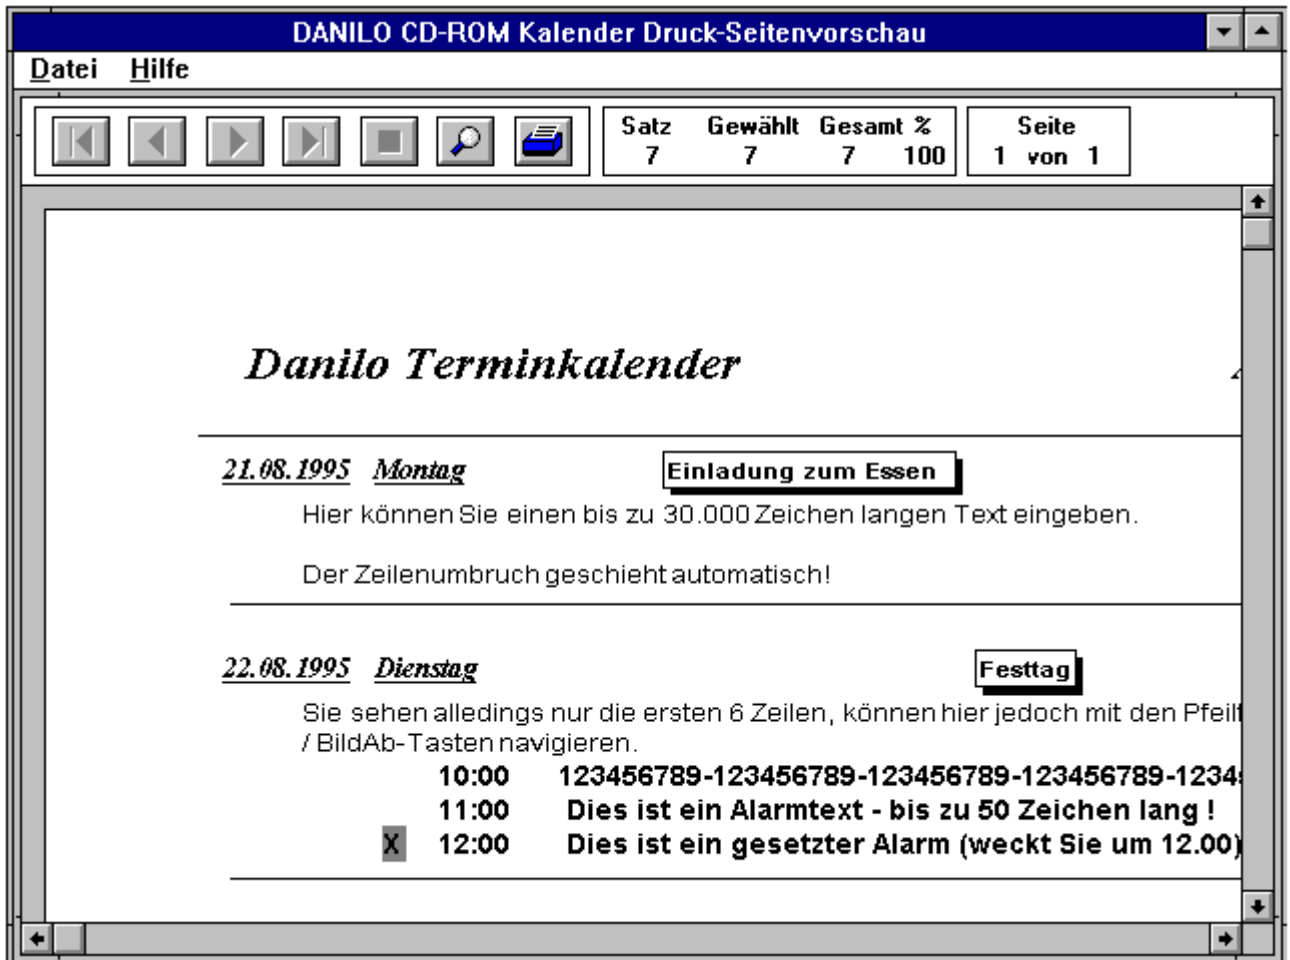 DANILO CD-ROM Kalender Druck-Seitenvorschau
Datei Hilfe
Satz Gewählt Gesamt % Seite
7 7 7 100 1 von 1
Danilo Terminkalender
21.08.1995 Montag Einladung zum Essen
Hier können Sie einen bis zu 30.000 Zeichen langen Text eingeben.
Der Zeilenumbruch geschieht automatisch!
22.08.1995 Dienstag Festtag
Sie sehen alledings nur die ersten 6 Zeilen, können hier jedoch mit den
/ BildAb-Tasten navigieren.
10:00 123456789-123456789-123456789-123456789-1234
11:00 Dies ist ein Alarmtext - bis zu 50 Zeichen lang !
X 12:00 Dies ist ein gesetzter Alarm (weckt Sie um 12.00)